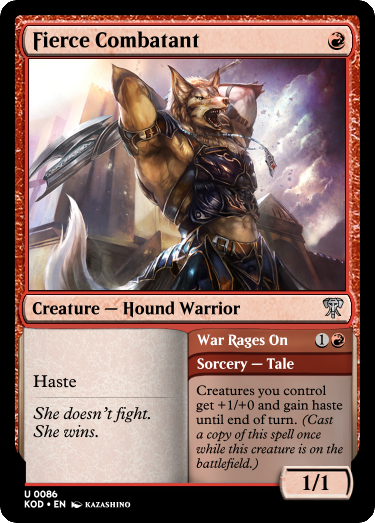 Fierce Combatant
Creature — Hound Warrior
Haste
She doesn't fight.
She wins.
War Rages On 1
Sorcery — Tale
Creatures you control
get +1/+0 and gain haste
until end of turn. (Cast
a copy of this spell once
while this creature is on the
battlefield.)
1/1
U 0086
KOD • EN KAZASHINO